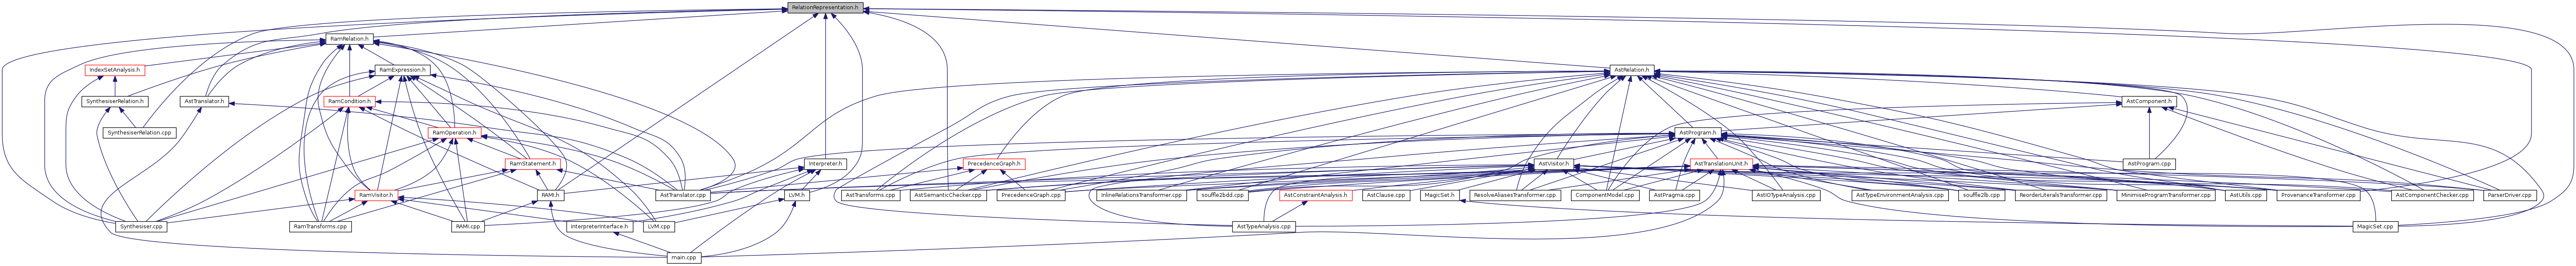 RelationRepresentation.h
RamRelation.h
IndexSetAnalysis.h
RamExpression.h
AstRelation.h
SynthesiserRelation.h
AstTranslator.h
RamCondition.h
AstComponent.h
SynthesiserRelation.cpp
RamOperation.h
AstProgram.h
RamStatement.h
Interpreter.h
PrecedenceGraph.h
AstVisitor.h
AstTranslationUnit.h
AstProgram.cpp
RamVisitor.h
RAMI.h
AstTranslator.cpp
LVM.h
AstTransforms.cpp
AstSemanticChecker.cpp
PrecedenceGraph.cpp
InlineRelationsTransformer.cpp
souffle2bdd.cpp
AstConstraintAnalysis.h
AstClause.cpp
MagicSet.h
ResolveAliasesTransformer.cpp
ComponentModel.cpp
AstPragma.cpp
AstIOTypeAnalysis.cpp
AstTypeEnvironmentAnalysis.cpp
souffle2lb.cpp
ReorderLiteralsTransformer.cpp
MinimiseProgramTransformer.cpp
AstUtils.cpp
ProvenanceTransformer.cpp
AstComponentChecker.cpp
ParserDriver.cpp
Synthesiser.cpp
RamTransforms.cpp
RAMI.cpp
InterpreterInterface.h
LVM.cpp
AstTypeAnalysis.cpp
MagicSet.cpp
main.cpp